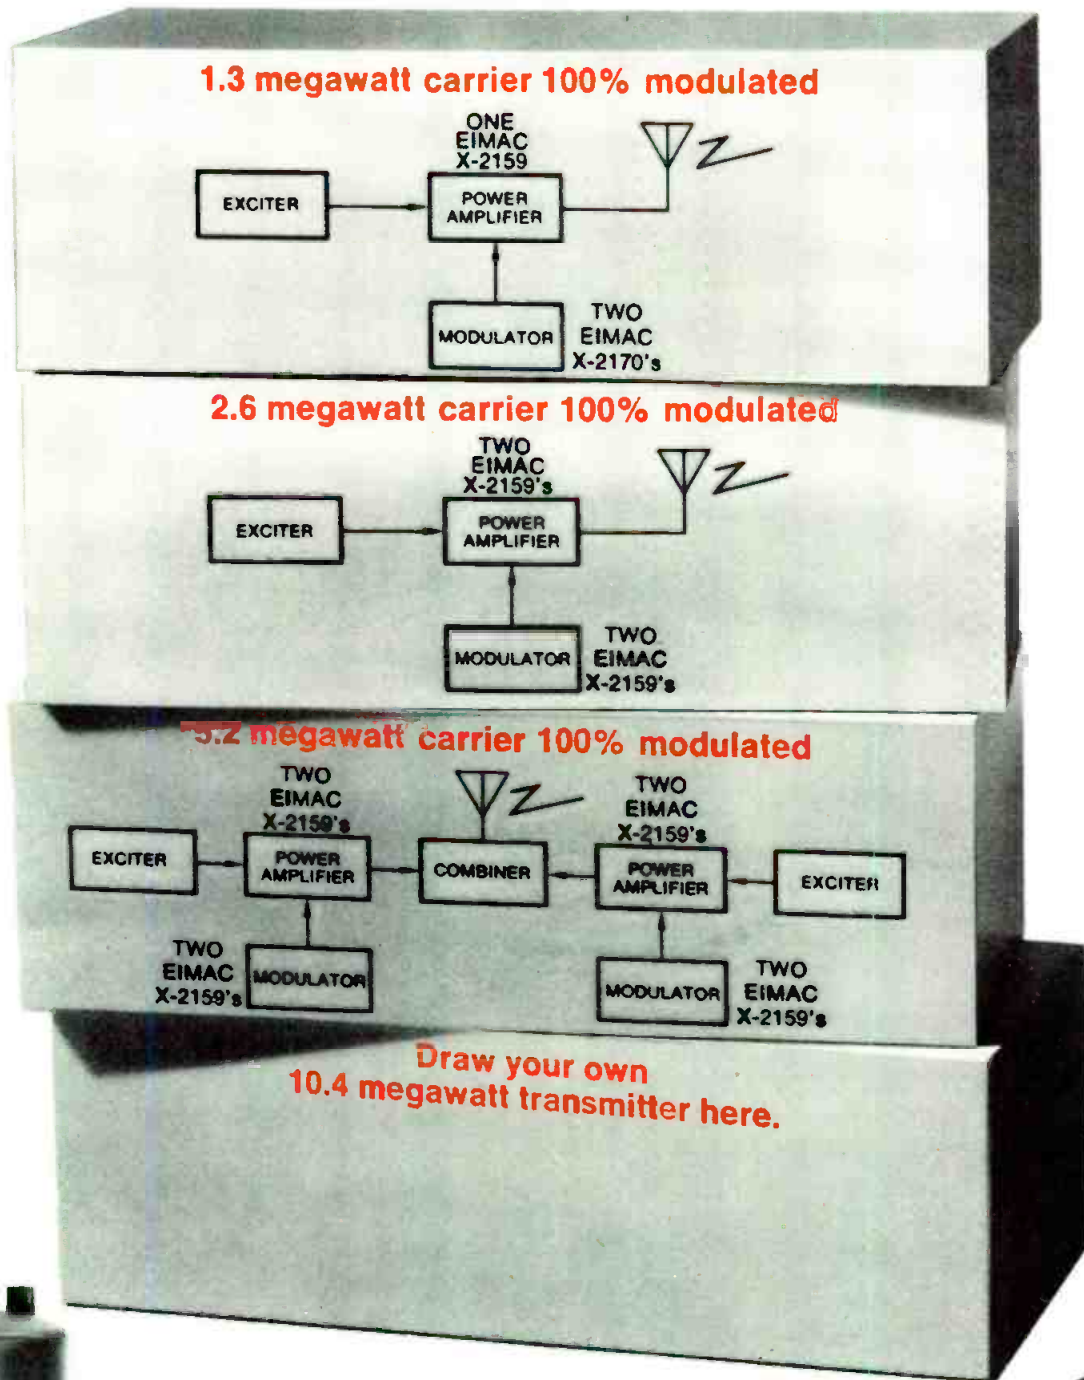 1.3 megawatt carrier 100% modulated
ONE
EIMAC
X-2159
EXCITER
POWER
AMPLIFIER
MODULATOR
TWO
EIMAC
X-2170's
2.6 megawatt carrier 100% modulated
TWO
EIMAC
X-2159's
EXCITER
POWER
AMPLIFIER
MODULATOR
TWO
EIMAC
X-2159's
5.2 megawatt carrier 100% modulated
TWO
EIMAC
X-2159's
TWO
EIMAC
X-2159's
EXCITER
POWER
AMPLIFIER
COMBINER
POWER
AMPLIFIER
EXCITER
TWO
EIMAC
X-2159's
MODULATOR
MODULATOR
TWO
EIMAC
X-2159's
Draw your own
10.4 megawatt transmitter here.